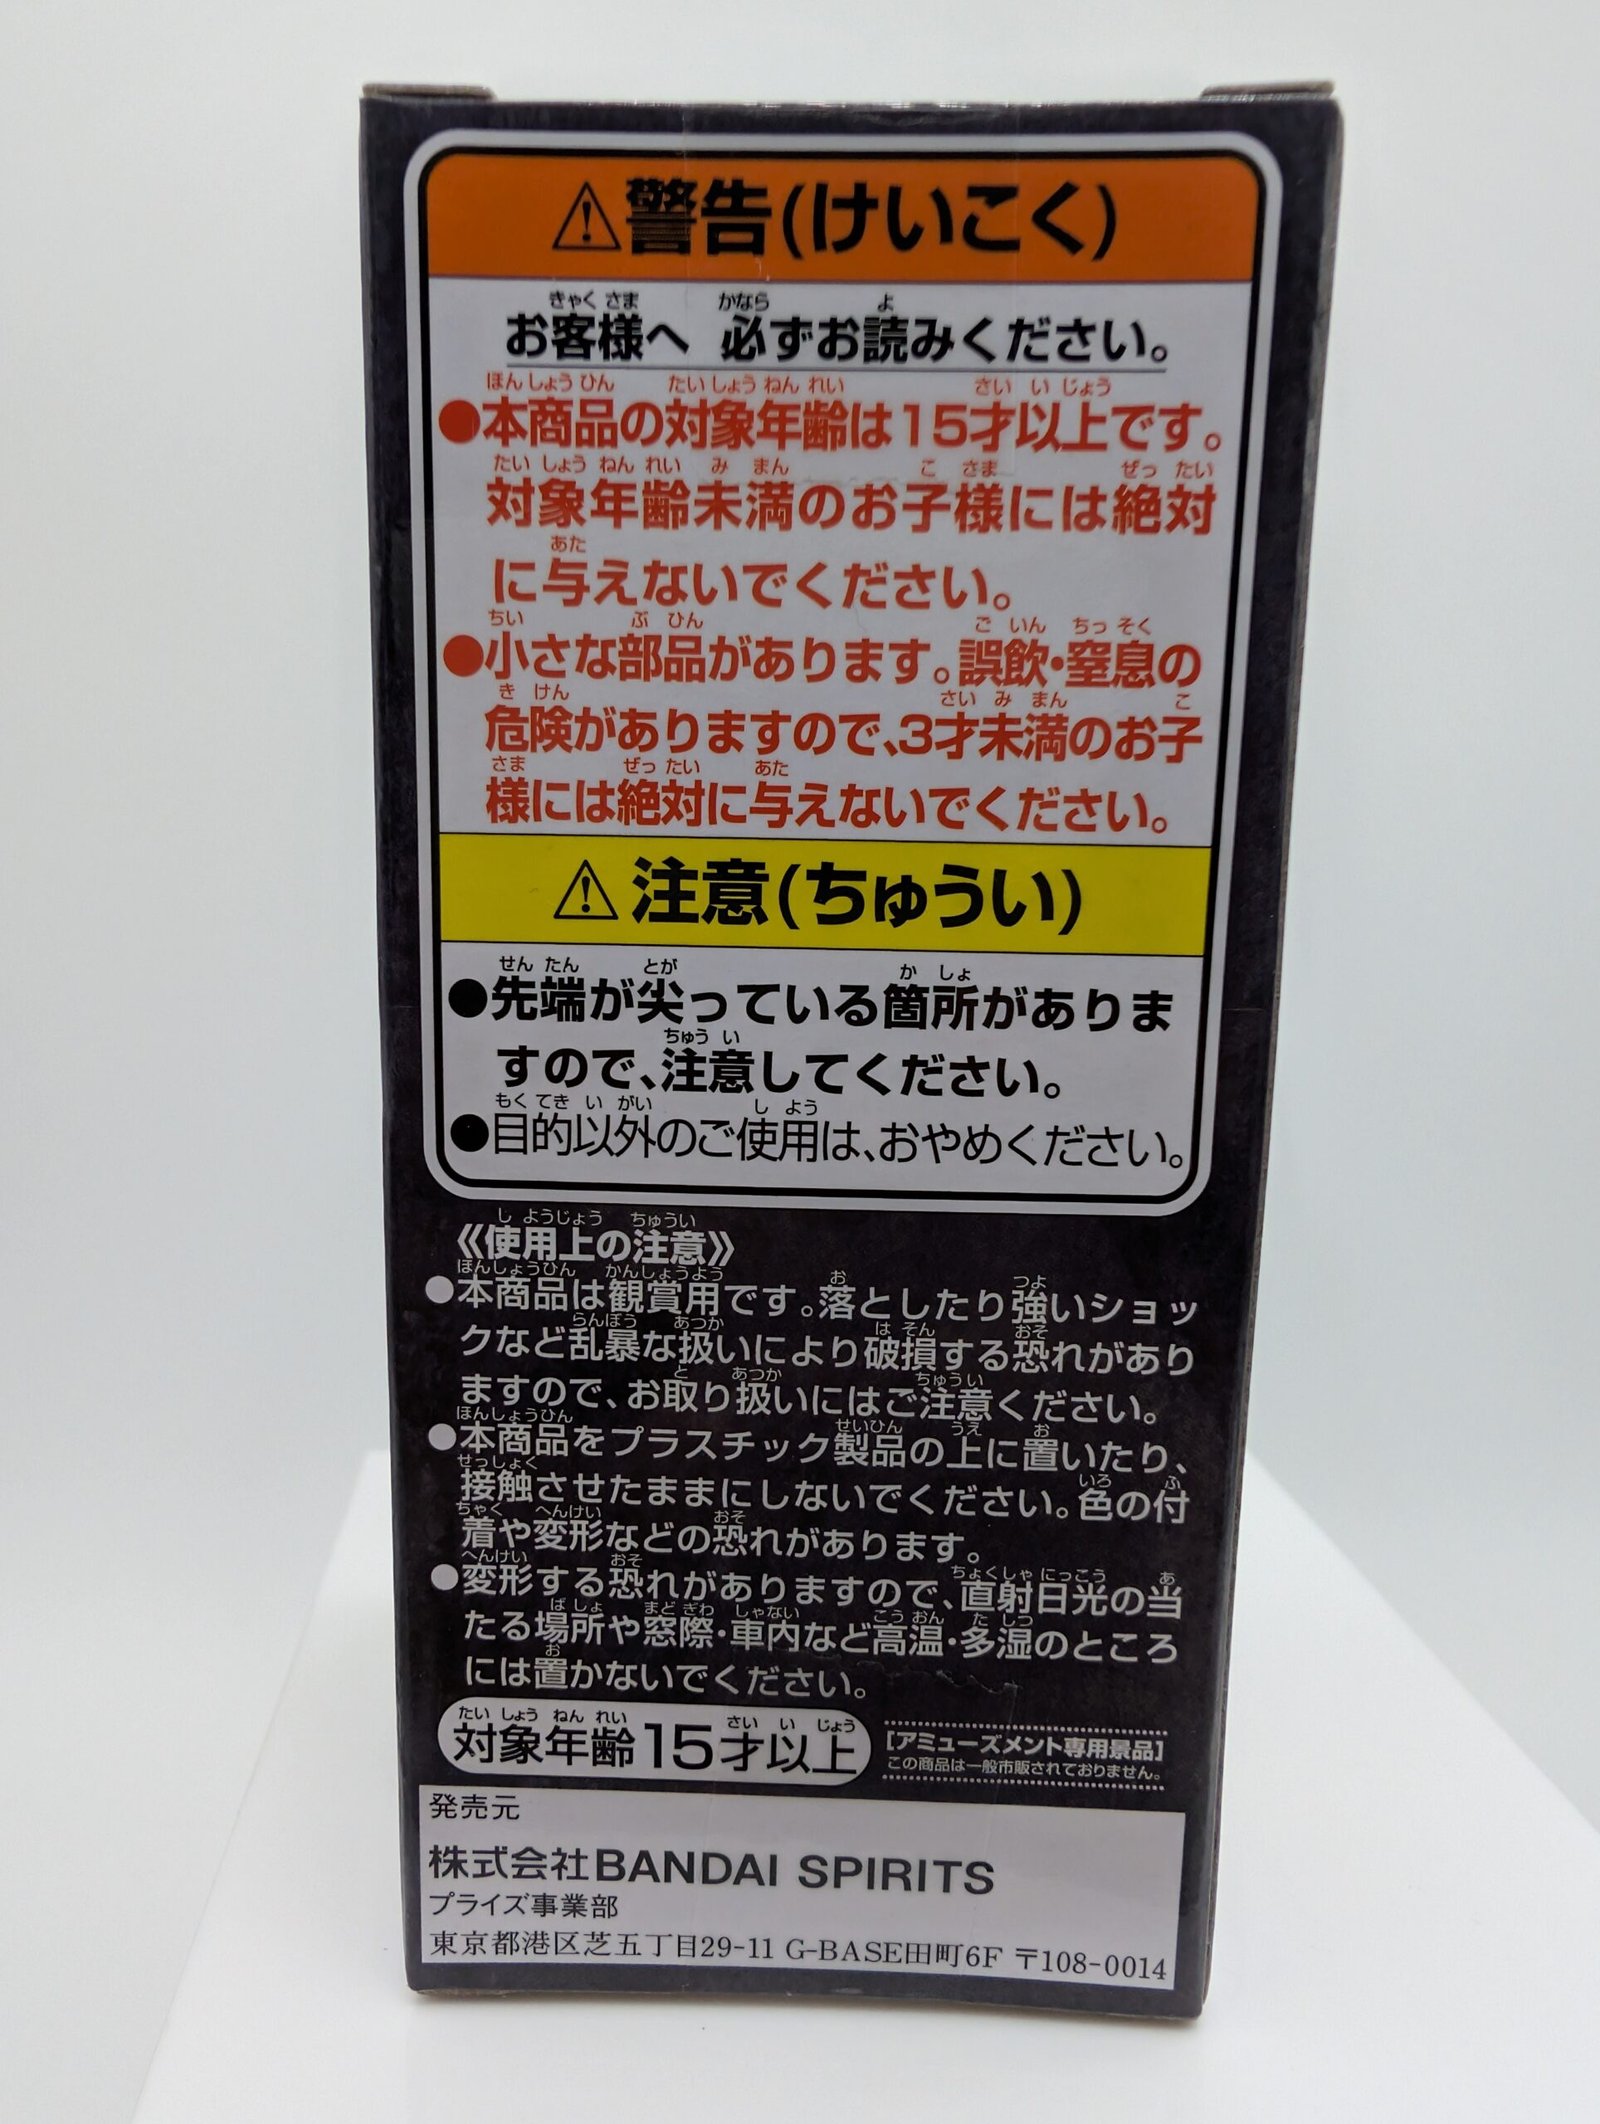 ⚠警告(けいこく)
お客様へ 必ずお読みください。
●本商品の対象年齢は15才以上です。
対象年齢未満のお子様には絶対
に与えないでください。
●小さな部品があります。誤飲・窒息の
危険がありますので、3才未満のお子
様には絶対に与えないでください。
⚠注意(ちゅうい)
●先端が尖っている箇所がありま
すので、注意してください。
●目的以外のご使用は、おやめください。
《使用上の注意》
●本商品は観賞用です。落としたり強いショッ
クなど乱暴な扱いにより破損する恐れがあり
ますので、お取り扱いにはご注意ください。
●本商品をプラスチック製品の上に置いたり、
接触させたままにしないでください。色の付
着や変形などの恐れがあります。
●変形する恐れがありますので、直射日光の当
たる場所や窓際・車内など高温・多湿のところ
には置かないでください。
対象年齢15才以上
[アミューズメント専用景品]
この商品は一般市販されておりません。
発売元
株式会社BANDAI SPIRITS
プライズ事業部
東京都港区芝五丁目29-11 G-BASE田町6F 〒108-0014